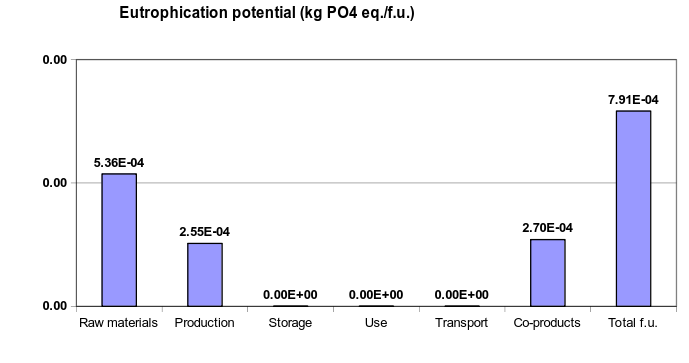 Eutrophication potential (kg PO4 eq./f.u.)
0.00
7.91E-04
5.36E-04
0.00
2.55E-04
2.70E-04
0.00E+00 0.00E+00 0.00E+00
0.00
Raw materials Production Storage Use Transport Co-products Total f.u.